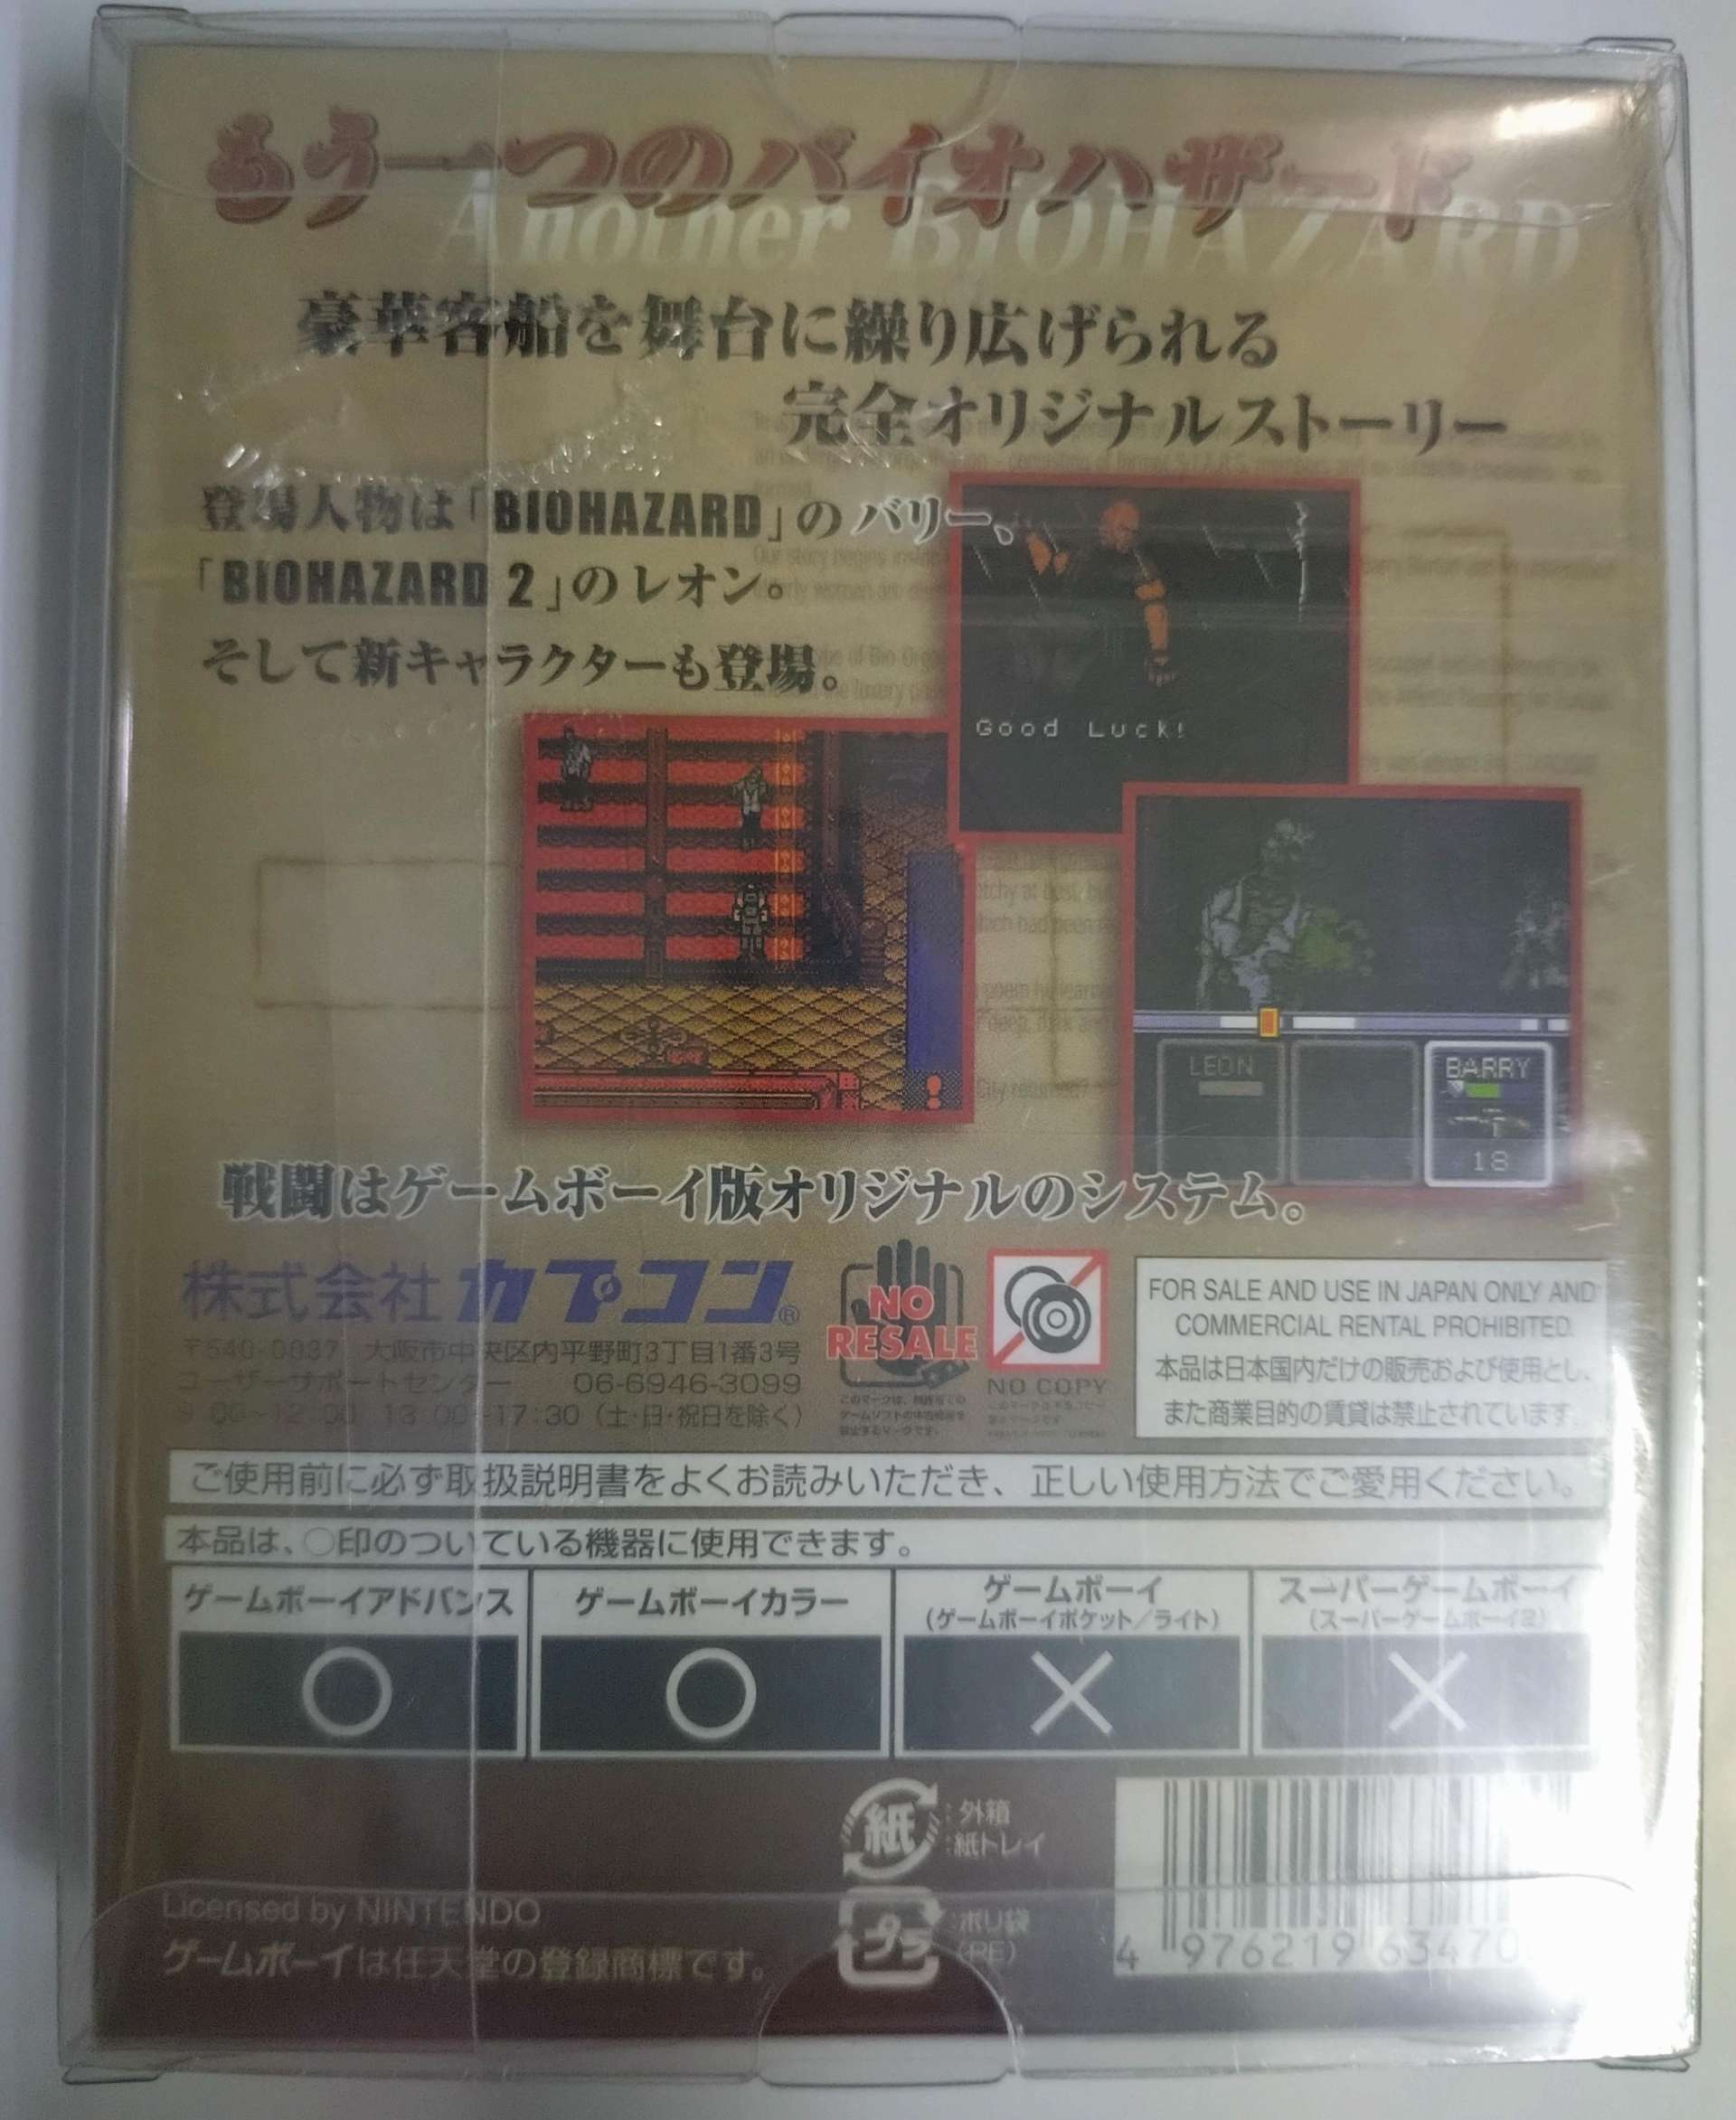 もう一つのバイオハザード
Another BIOHAZARD
豪華客船を舞台に繰り広げられる
完全オリジナルストーリー
登場人物は「BIOHAZARD」のバリー、
「BIOHAZARD 2」のレオン。
そして新キャラクターも登場。
Good Luck!
LEON
BARRY
18
戦闘はゲームボーイ版オリジナルのシステム。
株式会社カプコン®
〒540-0037 大阪市中央区内平野町3丁目1番3号
ユーザーサポートセンター 06-6946-3099
9:00~12:00 13:00~17:30（土・日・祝日を除く）
NO
RESALE
NO COPY
FOR SALE AND USE IN JAPAN ONLY AND
COMMERCIAL RENTAL PROHIBITED.
本品は日本国内だけの販売および使用とし、
また商業目的の賃貸は禁止されています。
ご使用前に必ず取扱説明書をよくお読みいただき、正しい使用方法でご愛用ください。
本品は、○印のついている機器に使用できます。
ゲームボーイアドバンス ゲームボーイカラー ゲームボーイ スーパーゲームボーイ
（ゲームボーイポケット／ライト） （スーパーゲームボーイ2）
○ ○ × ×
紙 : 外箱
: 紙トレイ
プラ : ポリ袋
(PE)
Licensed by NINTENDO
ゲームボーイは任天堂の登録商標です。
4 976219 63470